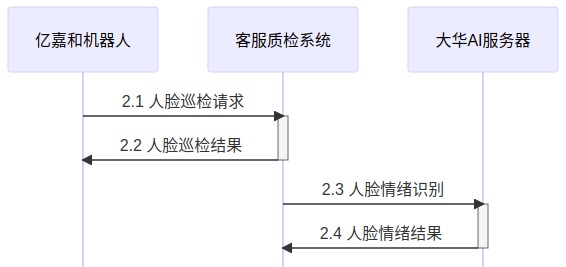 亿嘉和机器人
客服质检系统
大华AI服务器
2.1 人脸巡检请求
2.2 人脸巡检结果
2.3 人脸情绪识别
2.4 人脸情绪结果